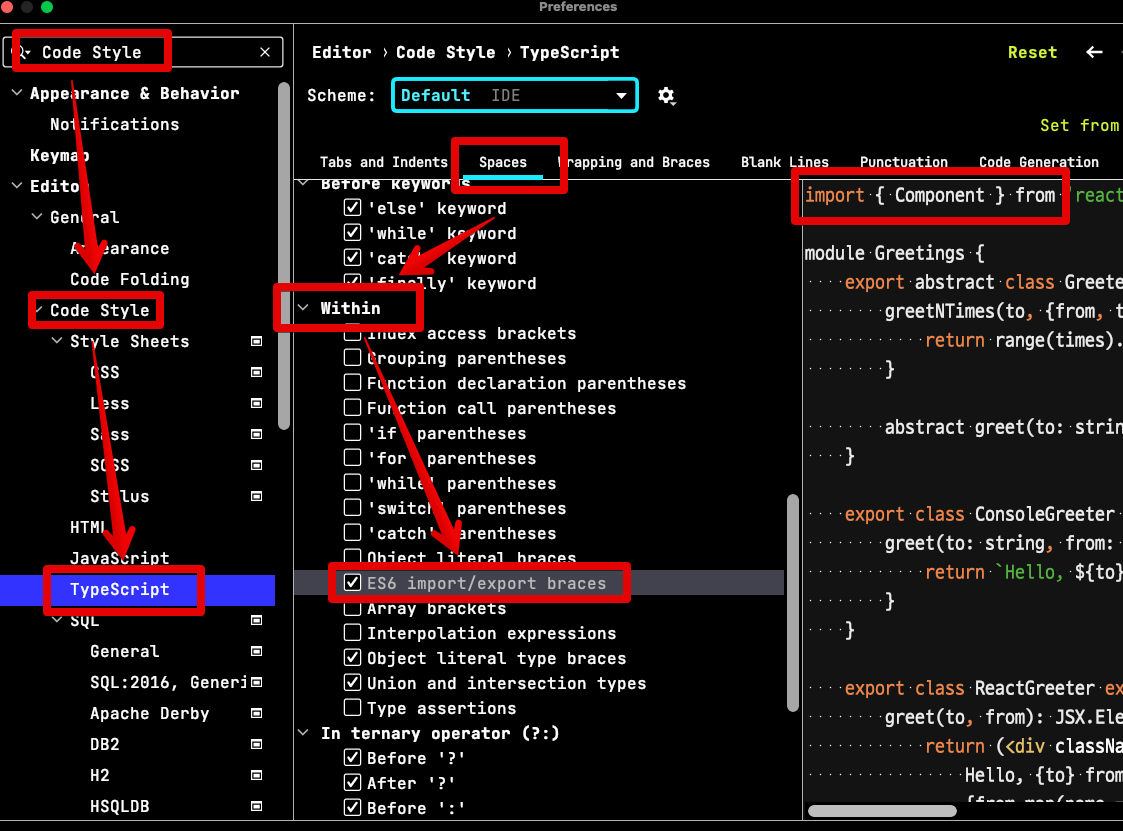 Preferences
Code Style
Appearance & Behavior
Notifications
Keymap
Editor
General
Appearance
Code Folding
Code Style
Style Sheets
CSS
Less
Sass
SCSS
Stylus
HTML
JavaScript
TypeScript
SQL
General
SQL:2016, Generi
Apache Derby
DB2
H2
HSQLDB
Editor › Code Style › TypeScript
Reset
Scheme: Default IDE
Set from
Tabs and Indents Spaces Wrapping and Braces Blank Lines Punctuation Code Generation
Before keywords
'else' keyword
'while' keyword
'catch' keyword
'finally' keyword
Within
Index access brackets
Grouping parentheses
Function declaration parentheses
Function call parentheses
'if' parentheses
'for' parentheses
'while' parentheses
'switch' parentheses
'catch' parentheses
Object literal braces
ES6 import/export braces
Array brackets
Interpolation expressions
Object literal type braces
Union and intersection types
Type assertions
In ternary operator (?:)
Before '?'
After '?'
Before ':'
import { Component } from 'react
module Greetings {
export abstract class Greete
greetNTimes(to, {from, t
return range(times).
}
abstract greet(to: strin
}
export class ConsoleGreeter
greet(to: string, from:
return `Hello, ${to}
}
}
export class ReactGreeter ex
greet(to, from): JSX.Ele
return (<div classNa
Hello, {to} from
{from.map(name